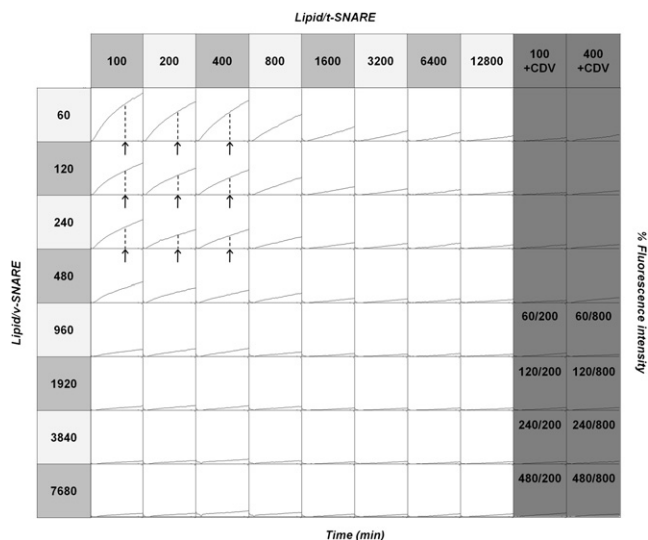 Lipid/t-SNARE
100 200 400 800 1600 3200 6400 12800 100 +CDV 400 +CDV
Lipid/v-SNARE
60
120
240
480
960 60/200 60/800
1920 120/200 120/800
3840 240/200 240/800
7680 480/200 480/800
% Fluorescence intensity
Time (min)